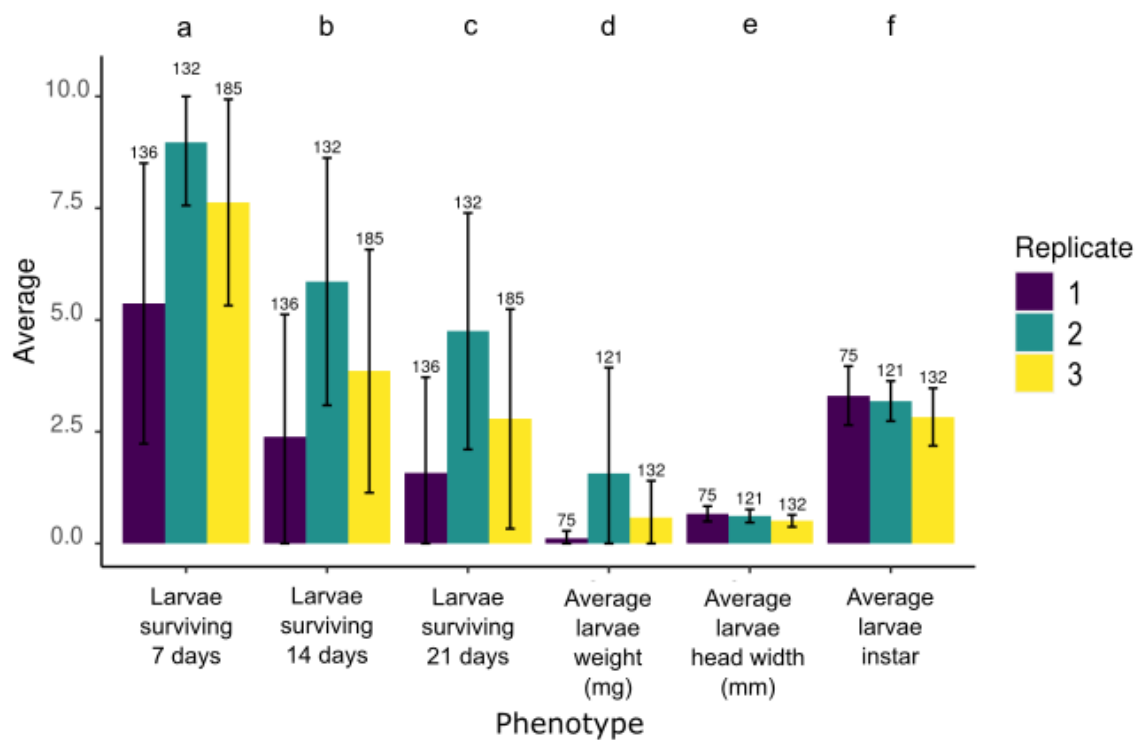 a b c d e f
Average
10.0
7.5
5.0
2.5
0.0
136 132 185
136 132 185
136 132 185
75 121 132
75 121 132
75 121 132
Replicate
1
2
3
Larvae
surviving
7 days
Larvae
surviving
14 days
Larvae
surviving
21 days
Average
larvae
weight
(mg)
Average
larvae
head width
(mm)
Average
larvae
instar
Phenotype